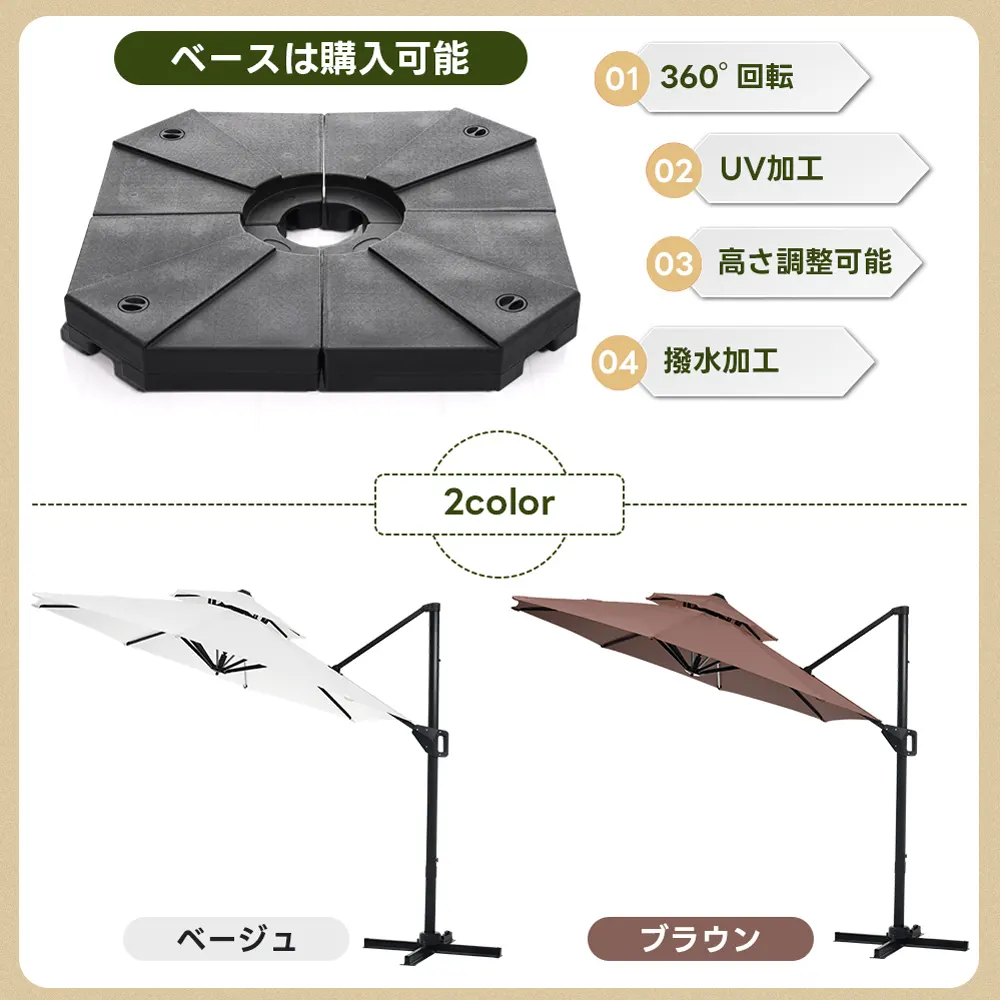 ベースは購入可能
01 360°回転
02 UV加工
03 高さ調整可能
04 撥水加工
2color
ベージュ
ブラウン